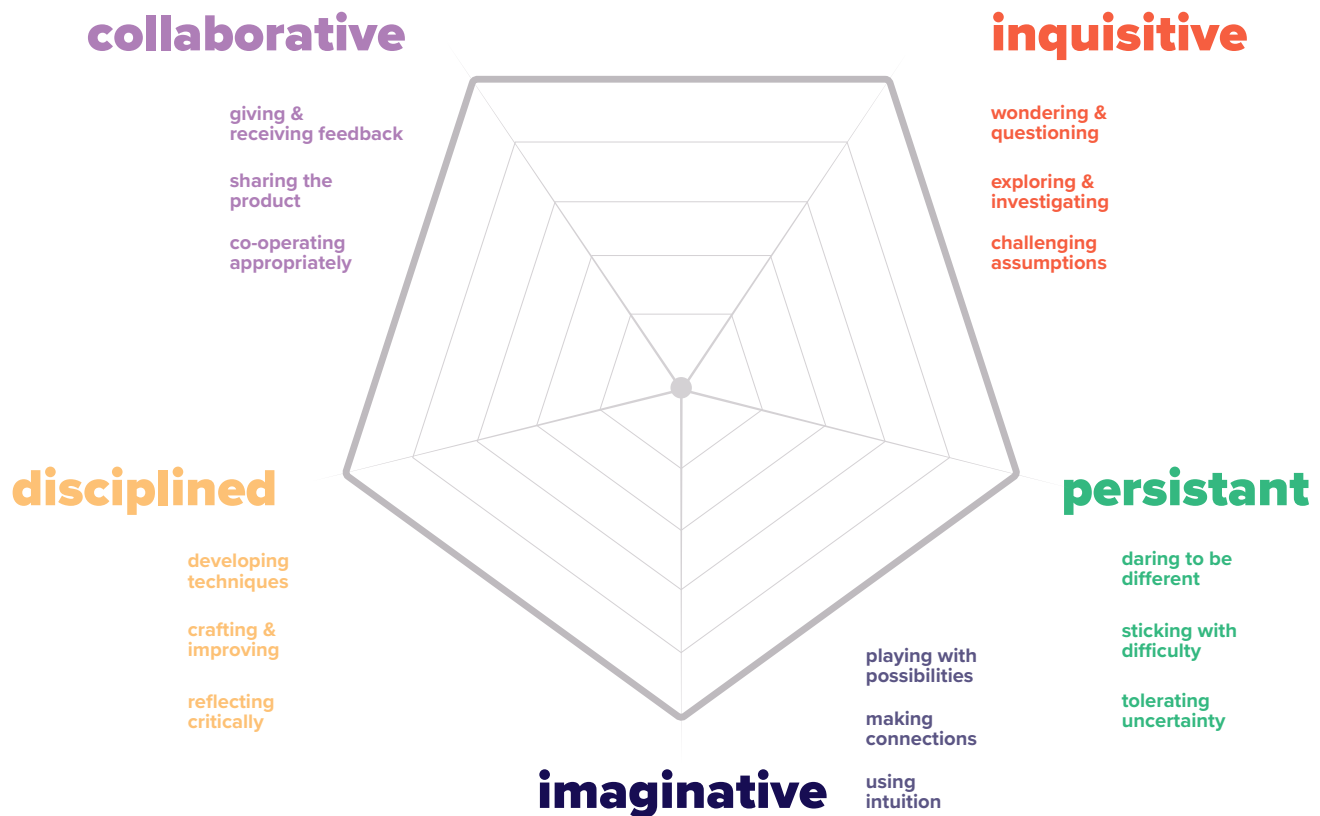 collaborative
giving &
receiving feedback
sharing the
product
co-operating
appropriately
inquisitive
wondering &
questioning
exploring &
investigating
challenging
assumptions
disciplined
developing
techniques
crafting &
improving
reflecting
critically
persistant
daring to be
different
sticking with
difficulty
tolerating
uncertainty
imaginative
playing with
possibilities
making
connections
using
intuition